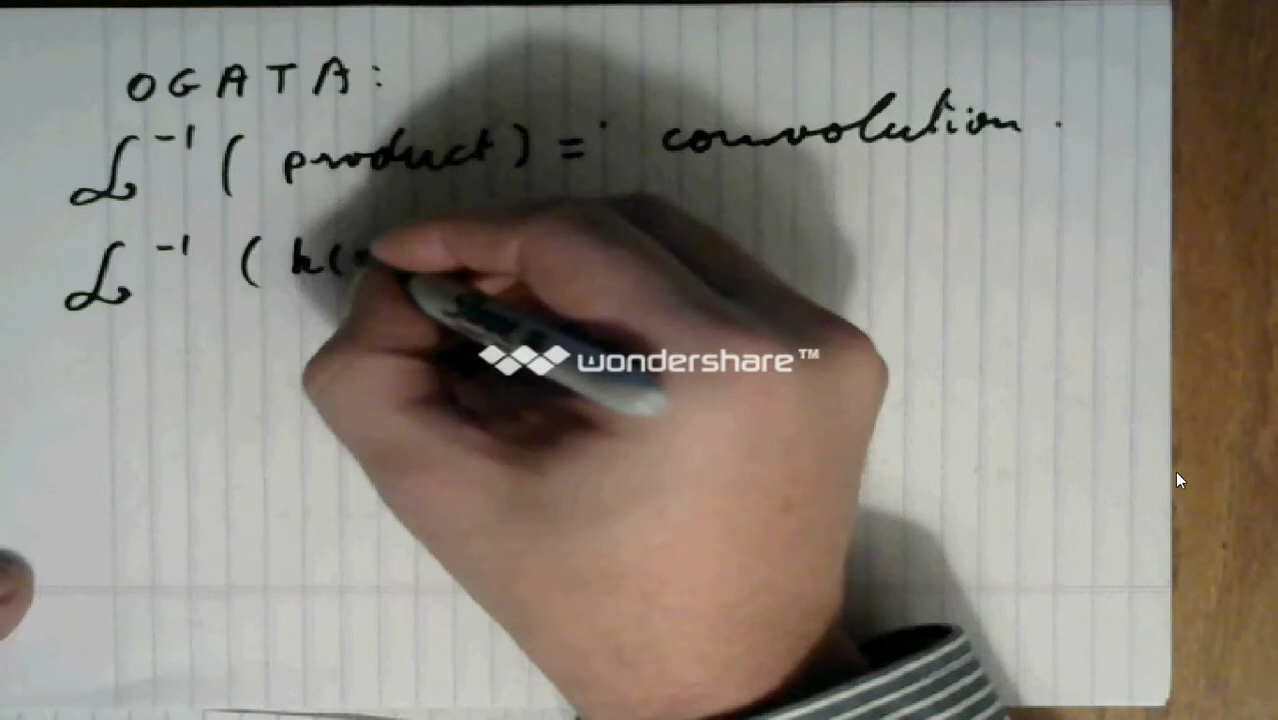 OGATA:
ℒ⁻¹ ( product ) = convolution .
ℒ⁻¹ ( h(
wondershare™